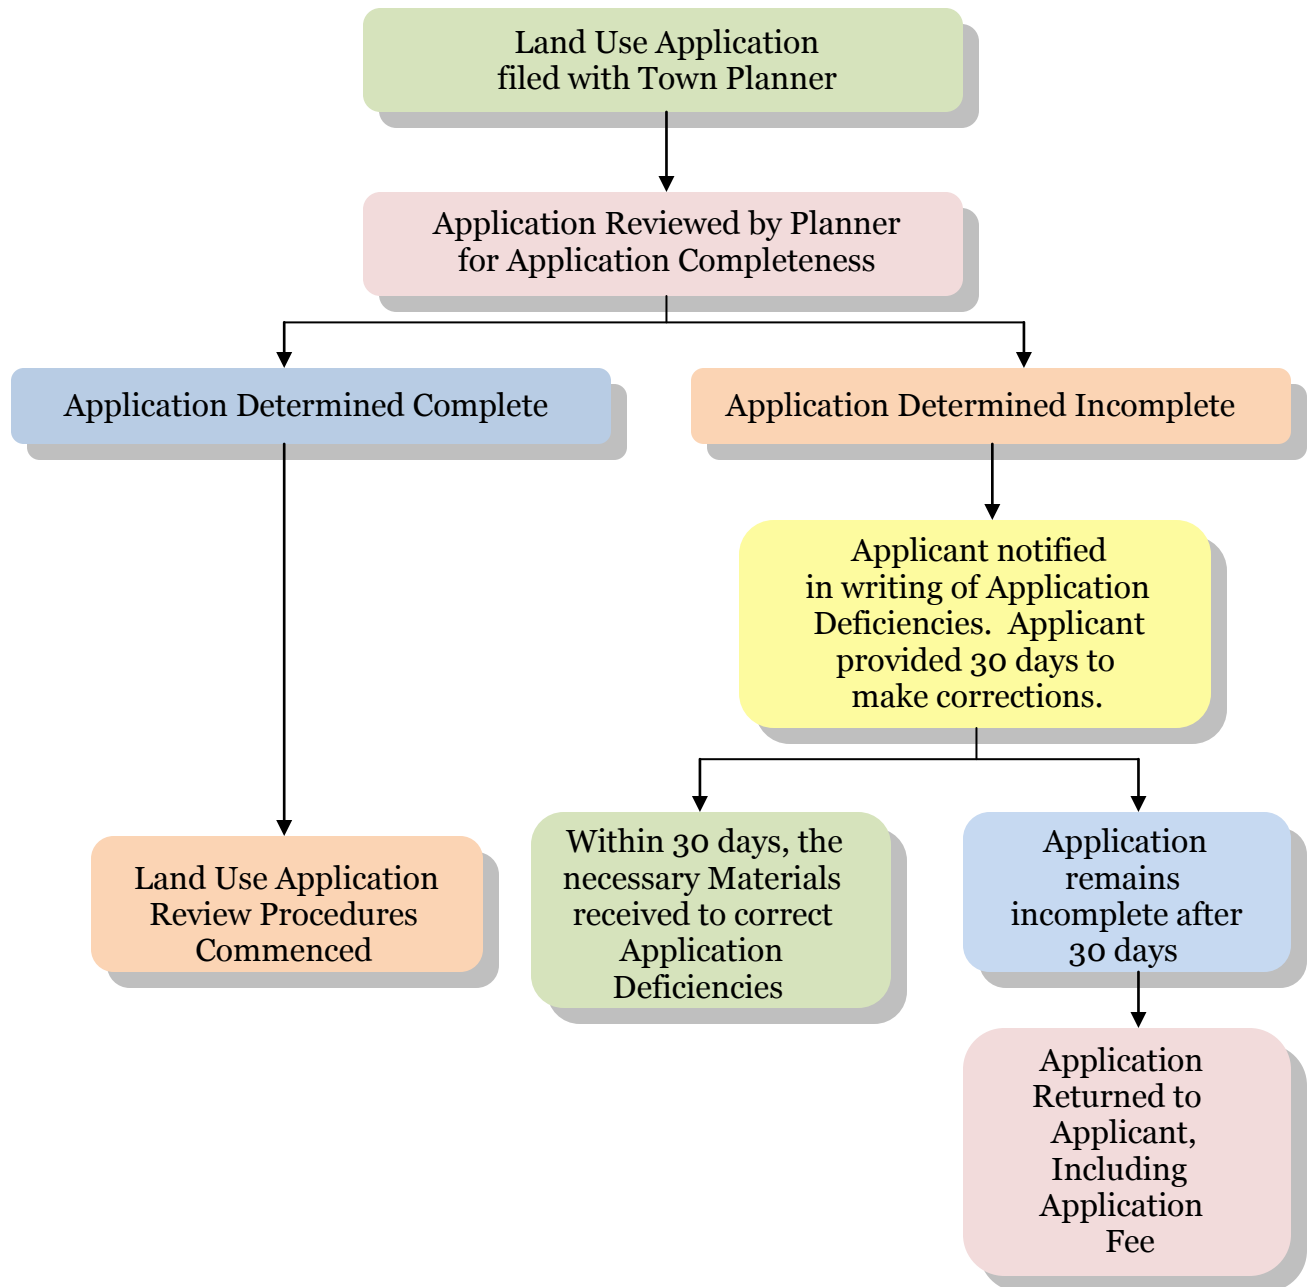 Land Use Application
filed with Town Planner
Application Reviewed by Planner
for Application Completeness
Application Determined Complete
Application Determined Incomplete
Applicant notified
in writing of Application
Deficiencies.  Applicant
provided 30 days to
make corrections.
Land Use Application
Review Procedures
Commenced
Within 30 days, the
necessary Materials
received to correct
Application
Deficiencies
Application
remains
incomplete after
30 days
Application
Returned to
Applicant,
Including
Application
Fee